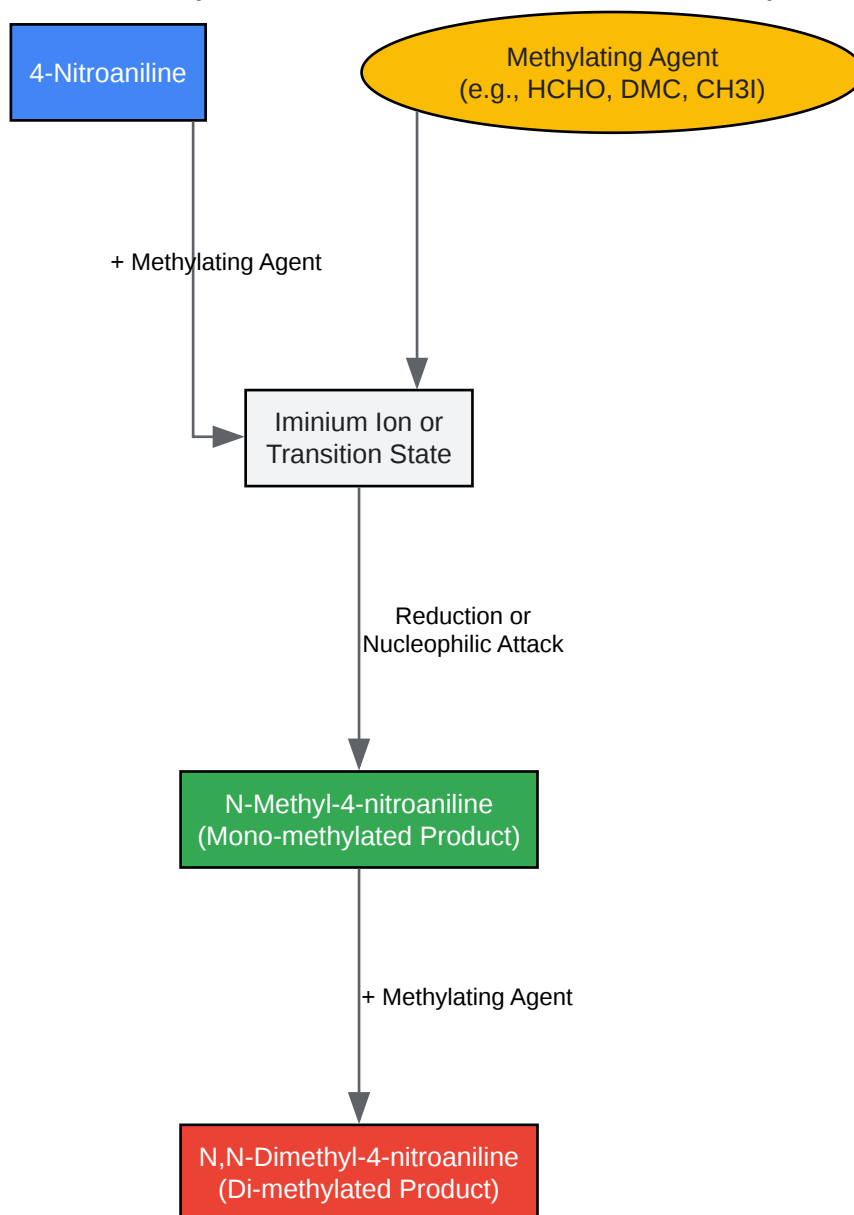 4-Nitroaniline
Methylating Agent
(e.g., HCHO, DMC, CH3I)
+ Methylating Agent
Iminium Ion or
Transition State
Reduction or
Nucleophilic Attack
N-Methyl-4-nitroaniline
(Mono-methylated Product)
+ Methylating Agent
N,N-Dimethyl-4-nitroaniline
(Di-methylated Product)